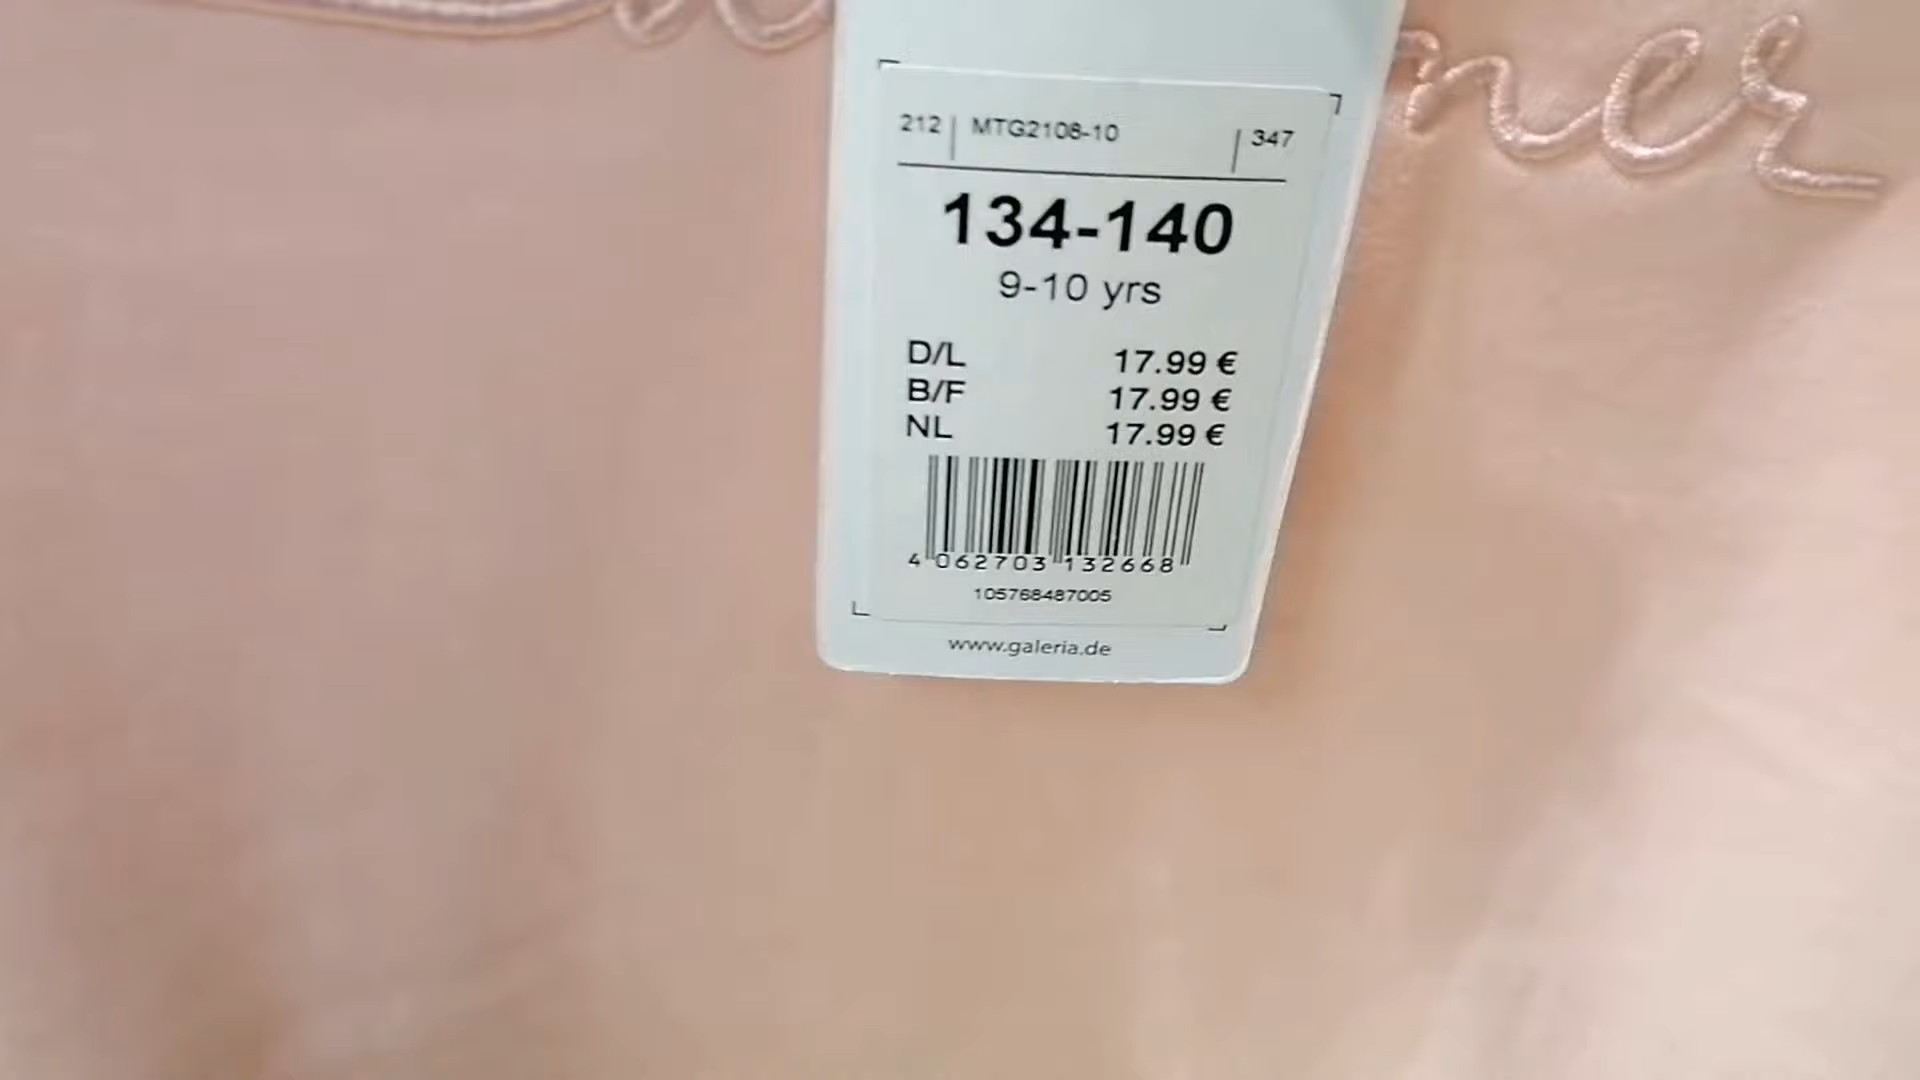 ner
212 MTG2108-10 347
134-140
9-10 yrs
D/L 17.99 €
B/F 17.99 €
NL 17.99 €
4 062703 132668
105768487005
www.galeria.de